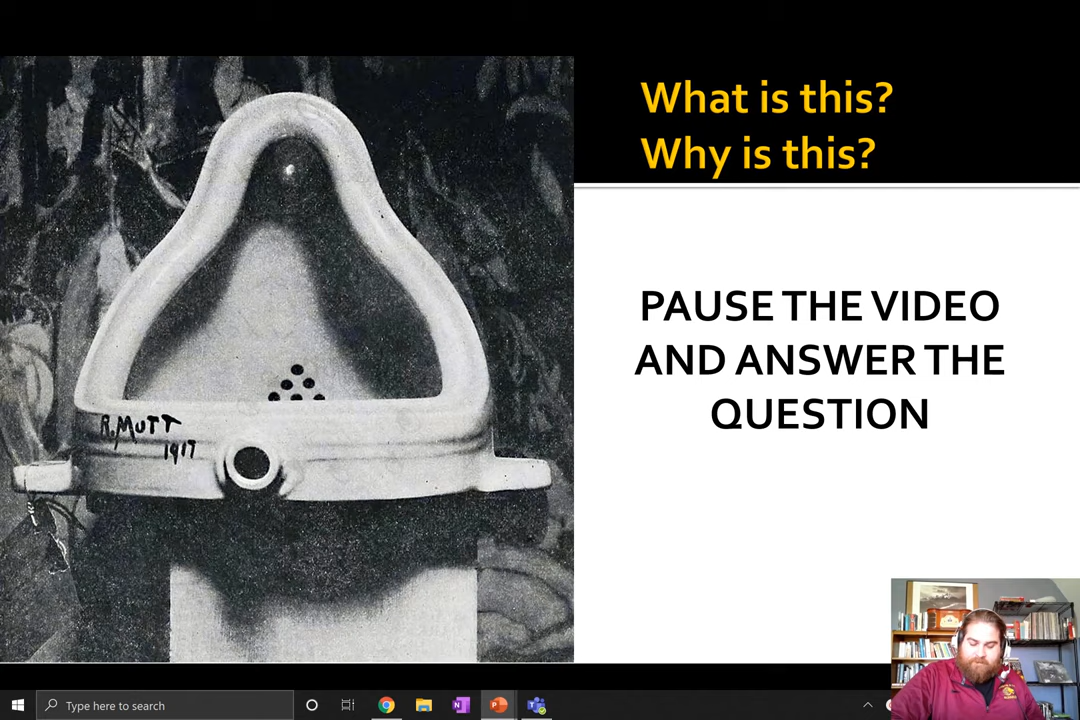 What is this?
Why is this?
PAUSE THE VIDEO
AND ANSWER THE
QUESTION
R.MUTT
1917
Type here to search